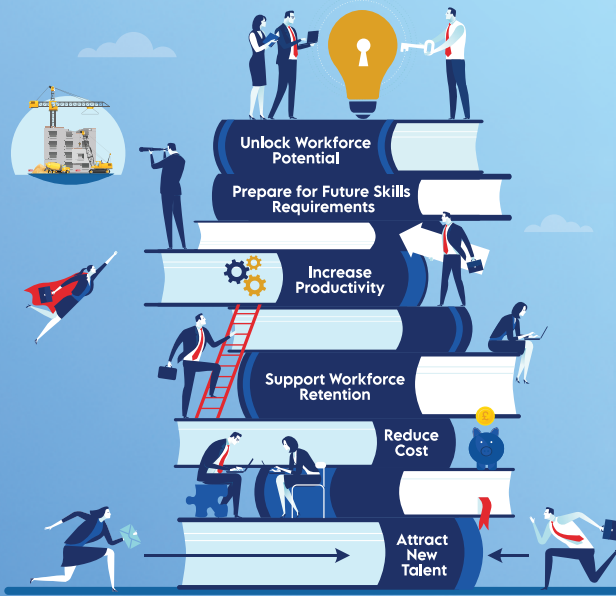 Unlock Workforce
Potential
Prepare for Future Skills
Requirements
Increase
Productivity
Support Workforce
Retention
Reduce
Cost
£
Attract
New
Talent